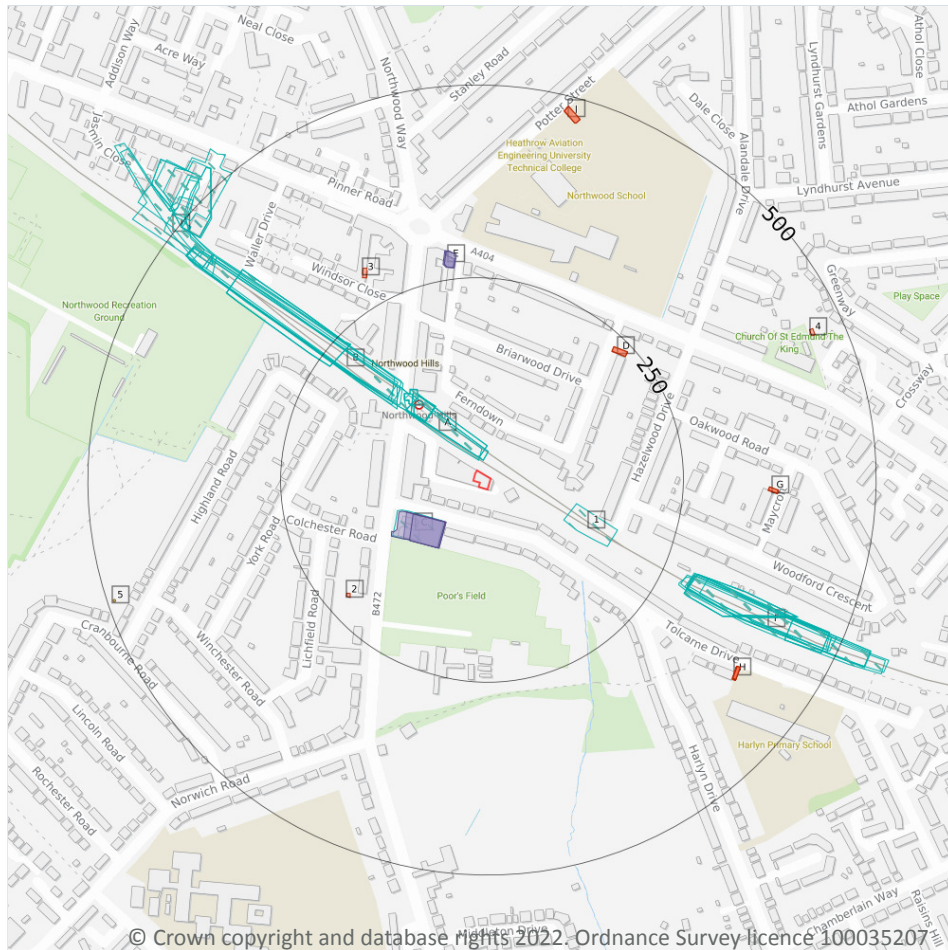 Addison Way
Neal Close
Acre Way
Jasmin Close
Northwood Way
Stanley Road
Potter Street
Dale Close
Lyndhurst Gardens
Athol Close
Athol Gardens
Alandale Drive
Lyndhurst Avenue
J
Heathrow Aviation
Engineering University
Technical College
Northwood School
Pinner Road
500
Waller Drive
Windsor Close
3
E
A404
Greenway
Play Space
Northwood Recreation
Ground
4
Church Of St Edmund The
King
Crossway
D
250
B
Northwood Hills
Briarwood Drive
Northwood Hills
A
Ferndown
Hazelwood Drive
Oakwood Road
G
Maycroft
Highland Road
York Road
Colchester Road
C
1
Woodford Crescent
5
2
Poor's Field
B472
Lichfield Road
Winchester Road
Cranbourne Road
Tolcarne Drive
H
Lincoln Road
Rochester Road
Norwich Road
Harlyn Drive
Harlyn Primary School
Chamberlain Way
Middleton Drive
© Crown copyright and database rights 2022. Ordnance Survey licence 100035207.